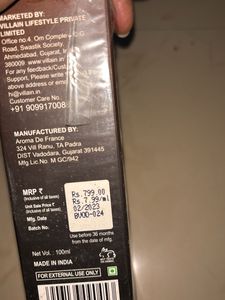 MARKETED BY:
VILLAIN LIFESTYLE PRIVATE
LIMITED
Office no.4, Om Complex, C.G
Road, Swastik Society,
Ahmedabad, Gujarat,
380009 www.villain.in
For any feedback/Customer
Support, Please write
above address or email
hi@villain.in
Customer Care No.
+91 909917008
MANUFACTURED BY:
Aroma De France
324 Vill Ranu, TA Padra
DIST Vadodara, Gujarat 391445
Mfg Lic.No. M GC/942
MRP ₹ Rs.799.00
(Inclusive of all taxes)
Unit Sale Price ₹ Rs.7.99/ml
(Inclusive of all taxes)
Mfg. Date 02/2023
Batch No. BVOD-024
Use before 36 months
from the date of mfg.
Net Vol.: 100ml
MADE IN INDIA
FOR EXTERNAL USE ONLY